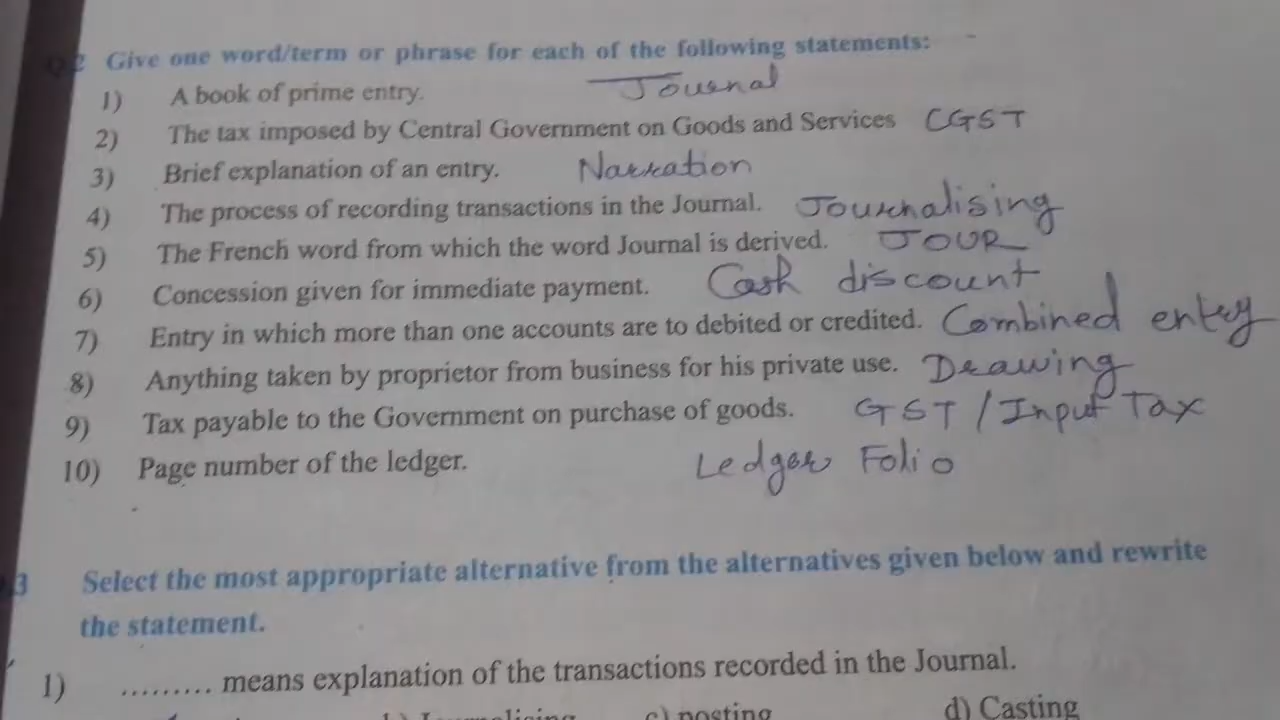 Q.2 Give one word/term or phrase for each of the following statements:
1) A book of prime entry. Journal
2) The tax imposed by Central Government on Goods and Services CGST
3) Brief explanation of an entry. Narration
4) The process of recording transactions in the Journal. Journalising
5) The French word from which the word Journal is derived. JOUR
6) Concession given for immediate payment. Cash discount
7) Entry in which more than one accounts are to debited or credited. Combined entry
8) Anything taken by proprietor from business for his private use. Drawing
9) Tax payable to the Government on purchase of goods. GST / Input Tax
10) Page number of the ledger. Ledger Folio
3 Select the most appropriate alternative from the alternatives given below and rewrite
the statement.
1) ......... means explanation of the transactions recorded in the Journal.
b) Journalising c) posting d) Casting